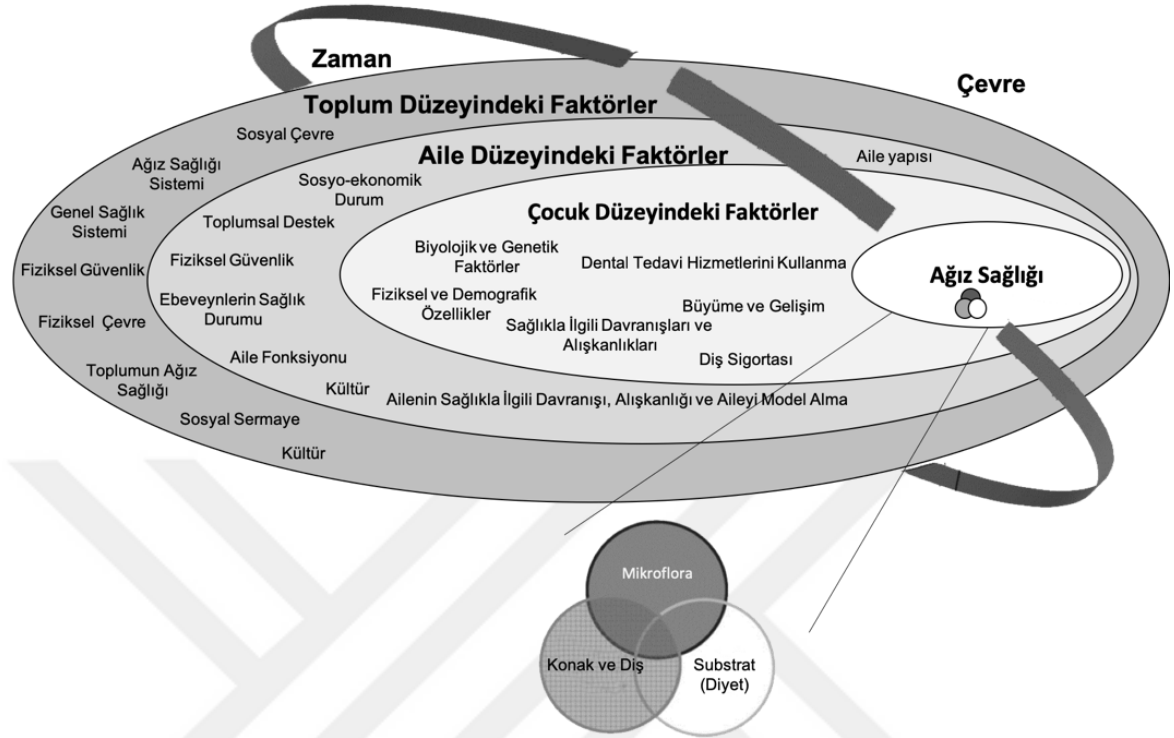 Zaman
Çevre
Toplum Düzeyindeki Faktörler
Sosyal Çevre
Ağız Sağlığı
Sistemi
Genel Sağlık
Sistemi
Fiziksel Güvenlik
Fiziksel Çevre
Toplumun Ağız
Sağlığı
Sosyal Sermaye
Kültür
Aile Düzeyindeki Faktörler
Aile yapısı
Sosyo-ekonomik
Durum
Toplumsal Destek
Fiziksel Güvenlik
Ebeveynlerin Sağlık
Durumu
Aile Fonksiyonu
Kültür
Ailenin Sağlıkla İlgili Davranışı, Alışkanlığı ve Aileyi Model Alma
Çocuk Düzeyindeki Faktörler
Biyolojik ve Genetik
Faktörler
Dental Tedavi Hizmetlerini Kullanma
Fiziksel ve Demografik
Özellikler
Büyüme ve Gelişim
Sağlıkla İlgili Davranışları ve
Alışkanlıkları
Diş Sigortası
Ağız Sağlığı
Mikroflora
Konak ve Diş
Substrat
(Diyet)